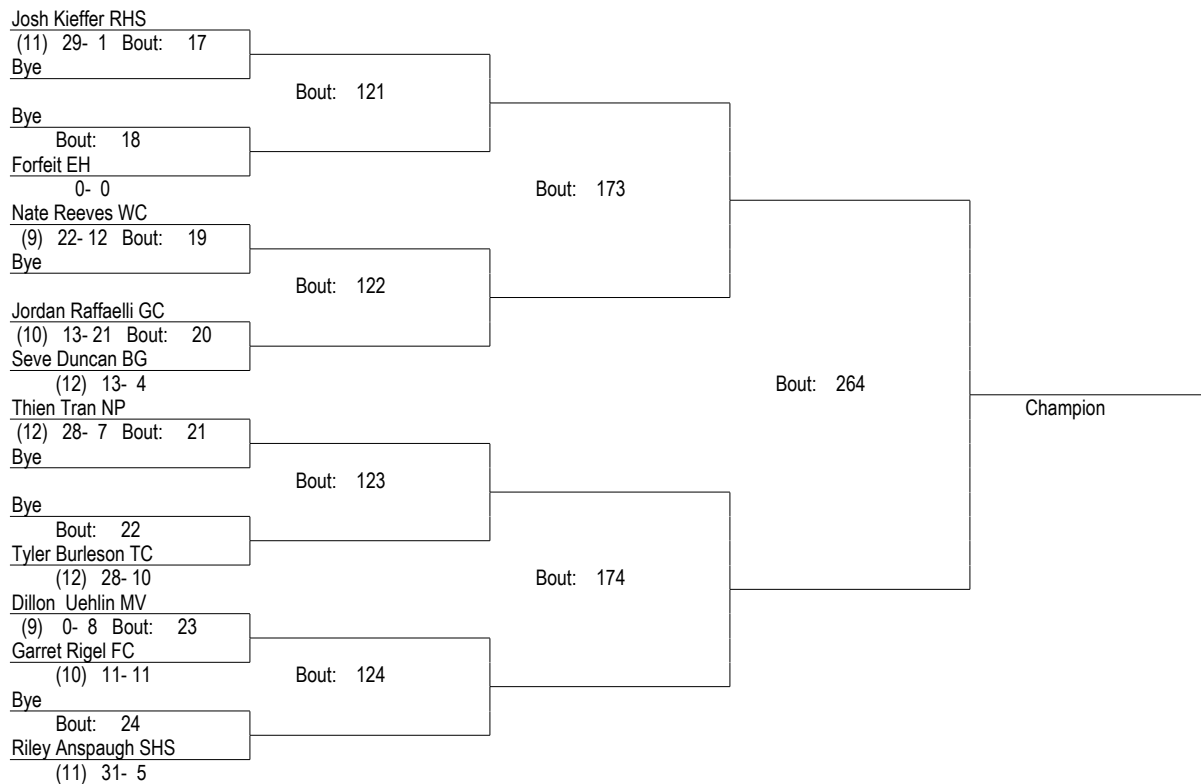 Josh Kieffer RHS
(11) 29- 1 Bout: 17
Bye
Bout: 121
Bye
Bout: 18
Forfeit EH
0- 0
Bout: 173
Nate Reeves WC
(9) 22- 12 Bout: 19
Bye
Bout: 122
Jordan Raffaelli GC
(10) 13- 21 Bout: 20
Seve Duncan BG
(12) 13- 4
Bout: 264
Champion
Thien Tran NP
(12) 28- 7 Bout: 21
Bye
Bout: 123
Bye
Bout: 22
Tyler Burleson TC
(12) 28- 10
Bout: 174
Dillon Uehlin MV
(9) 0- 8 Bout: 23
Garret Rigel FC
(10) 11- 11
Bout: 124
Bye
Bout: 24
Riley Anspaugh SHS
(11) 31- 5